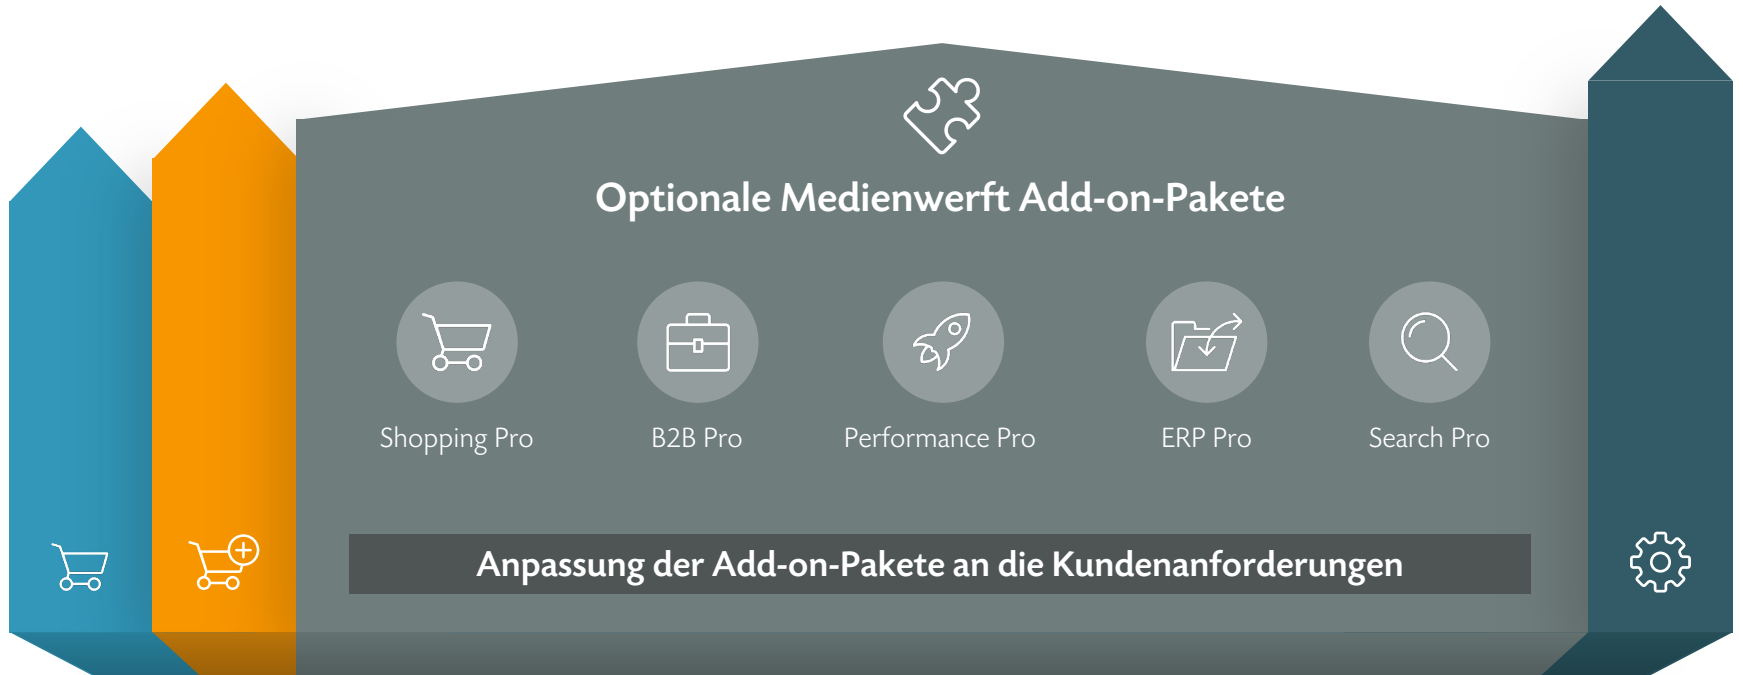 Optionale Medienwerft Add-on-Pakete
Shopping Pro
B2B Pro
Performance Pro
ERP Pro
Search Pro
Anpassung der Add-on-Pakete an die Kundenanforderungen